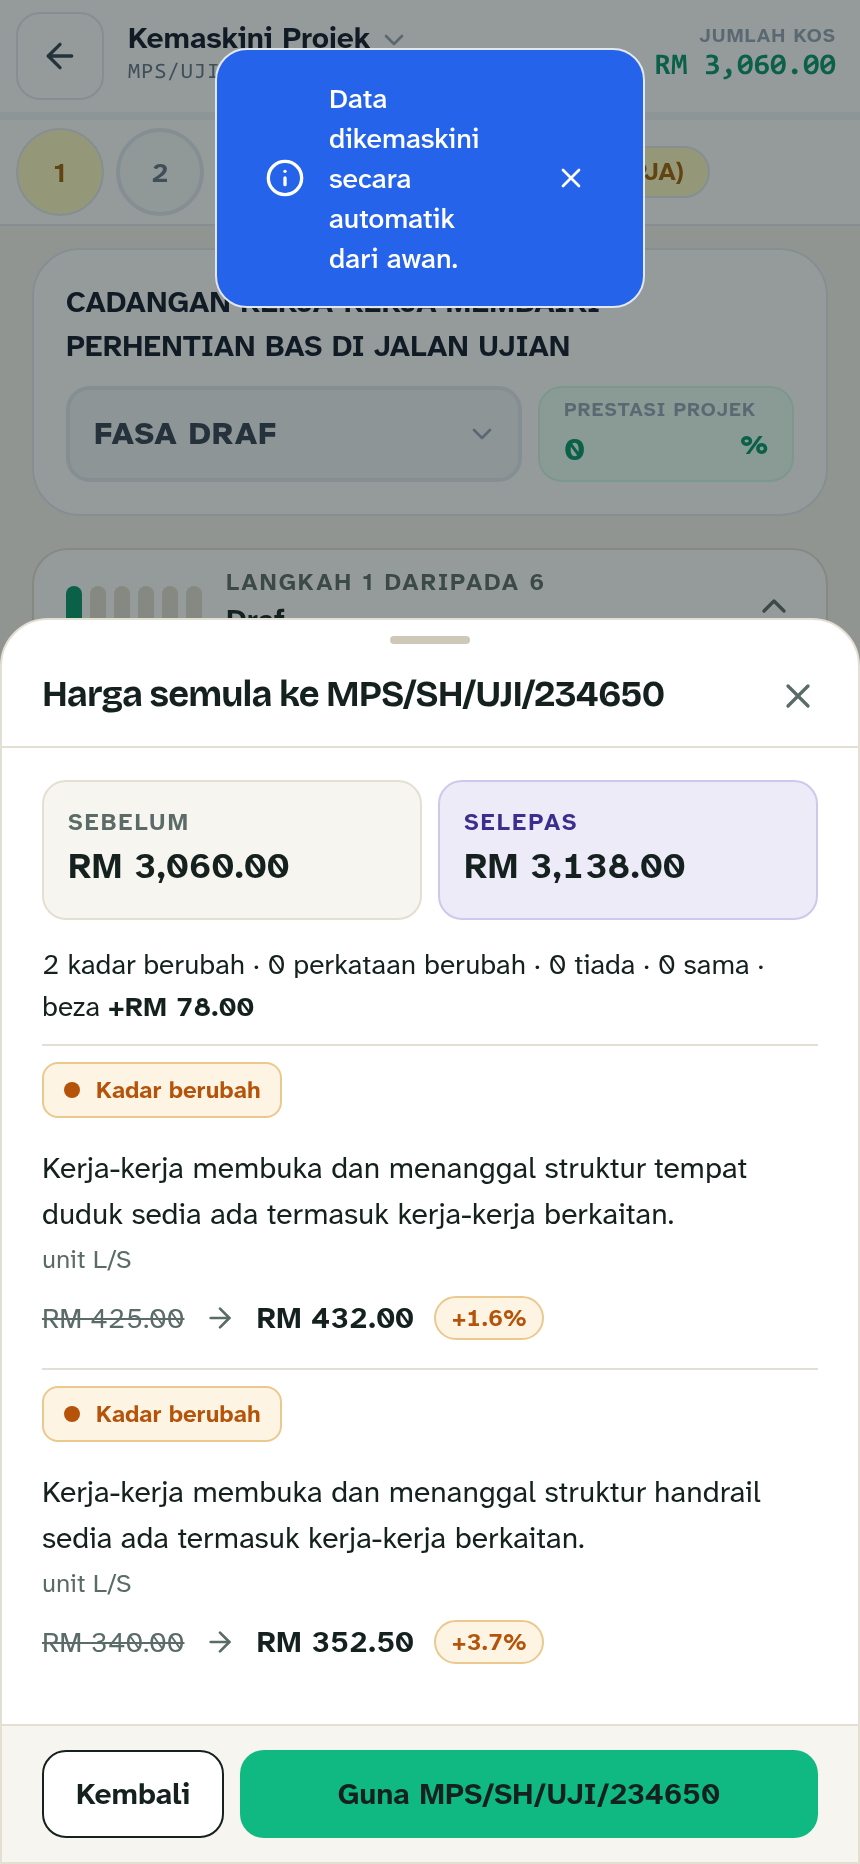 Kemaskini Projek
MPS/UJI
JUMLAH KOS
RM 3,060.00
Data
dikemaskini
secara
automatik
dari awan.
1
2
JA)
CADANGAN KERJA-KERJA MEMBAIKI
PERHENTIAN BAS DI JALAN UJIAN
FASA DRAF
PRESTASI PROJEK
0 %
LANGKAH 1 DARIPADA 6
Draf
Harga semula ke MPS/SH/UJI/234650
SEBELUM
RM 3,060.00
SELEPAS
RM 3,138.00
2 kadar berubah · 0 perkataan berubah · 0 tiada · 0 sama ·
beza +RM 78.00
Kadar berubah
Kerja-kerja membuka dan menanggal struktur tempat
duduk sedia ada termasuk kerja-kerja berkaitan.
unit L/S
RM 425.00 → RM 432.00 +1.6%
Kadar berubah
Kerja-kerja membuka dan menanggal struktur handrail
sedia ada termasuk kerja-kerja berkaitan.
unit L/S
RM 340.00 → RM 352.50 +3.7%
Kembali
Guna MPS/SH/UJI/234650